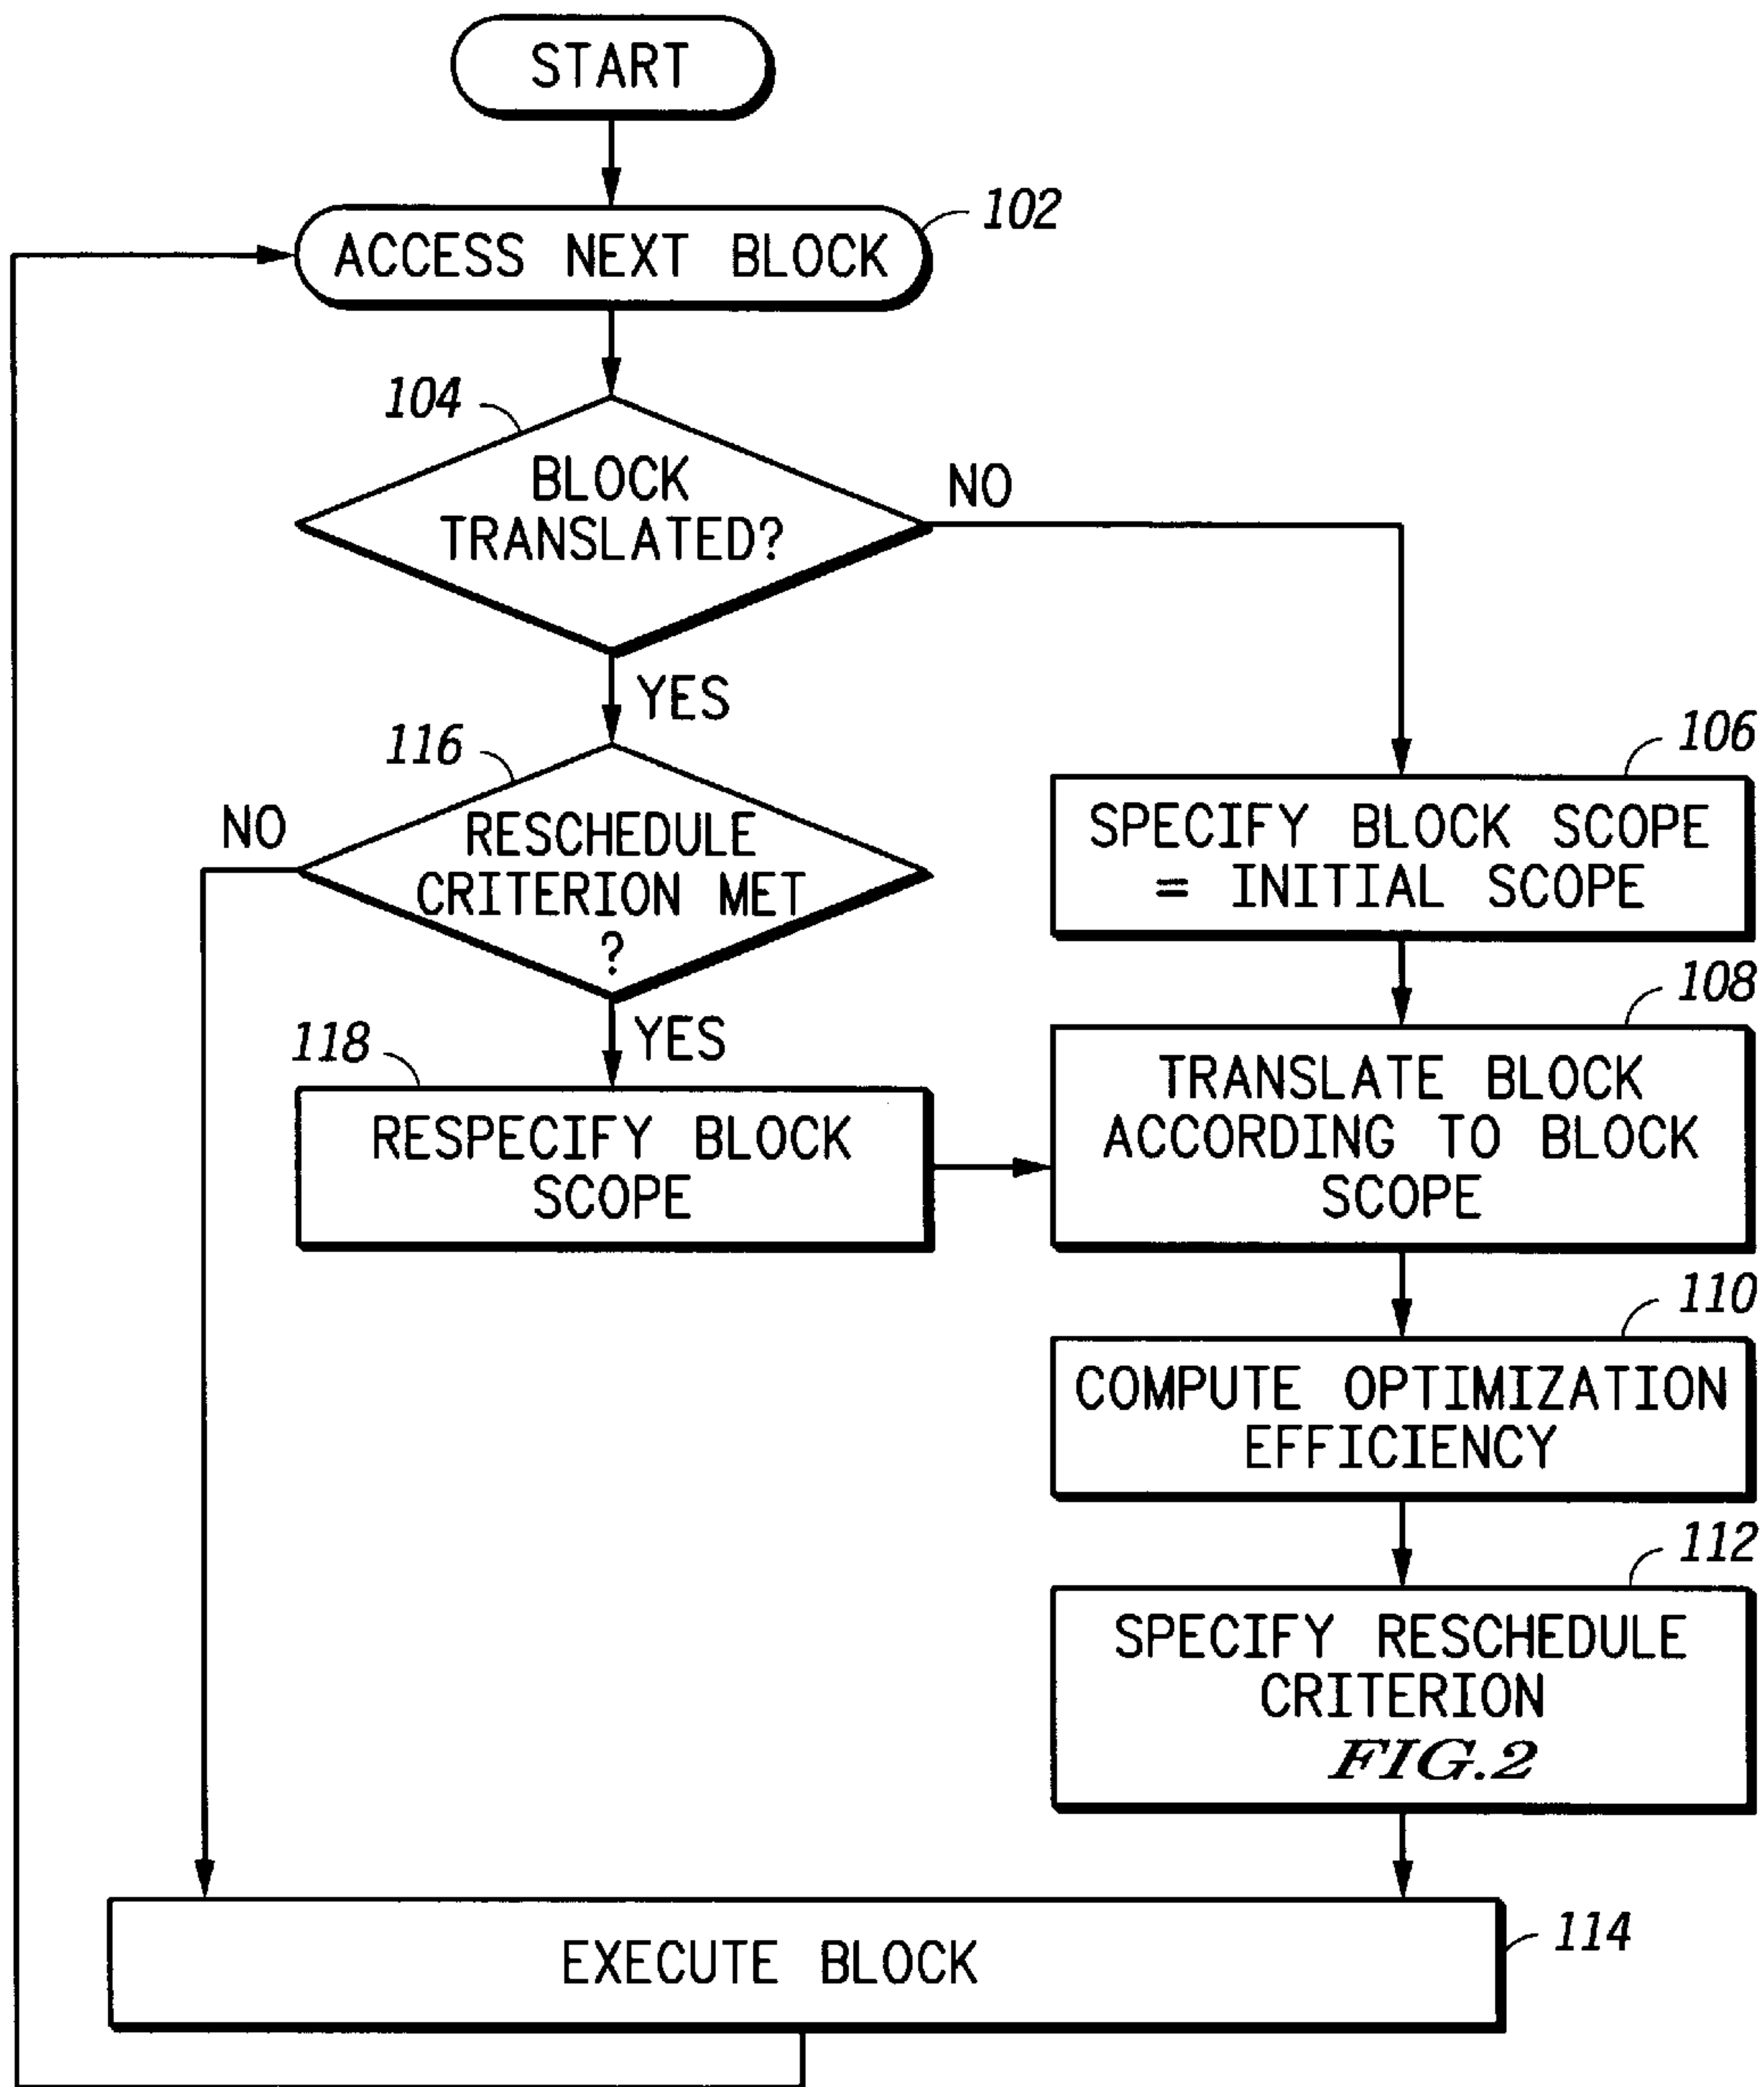 START
102
ACCESS NEXT BLOCK
104
BLOCK
TRANSLATED?
NO
YES
116
NO
RESCHEDULE
CRITERION MET
?
YES
106
SPECIFY BLOCK SCOPE
= INITIAL SCOPE
118
RESPECIFY BLOCK
SCOPE
108
TRANSLATE BLOCK
ACCORDING TO BLOCK
SCOPE
110
COMPUTE OPTIMIZATION
EFFICIENCY
112
SPECIFY RESCHEDULE
CRITERION
FIG.2
EXECUTE BLOCK
114